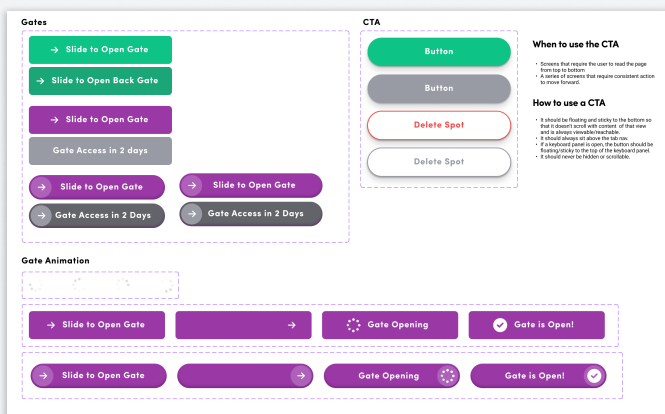 Gates
→ Slide to Open Gate
→ Slide to Open Back Gate
→ Slide to Open Gate
Gate Access in 2 days
→ Slide to Open Gate
→ Slide to Open Gate
→ Gate Access in 2 Days
→ Gate Access in 2 Days
CTA
Button
Button
Delete Spot
Delete Spot
When to use the CTA
• Screens that require the user to read the page
from top to bottom
• A series of screens that require consistent action
to move forward.
How to use a CTA
• It should be floating and sticky to the bottom so
that it doesn't scroll with content of that view
and is always viewable/reachable.
• It should always sit above the tab nav.
• If a keyboard panel is open, the button should be
floating/sticky to the top of the keyboard panel.
• It should never be hidden or scrollable.
Gate Animation
→ Slide to Open Gate
→
Gate Opening
Gate is Open!
→ Slide to Open Gate
→
Gate Opening
Gate is Open!